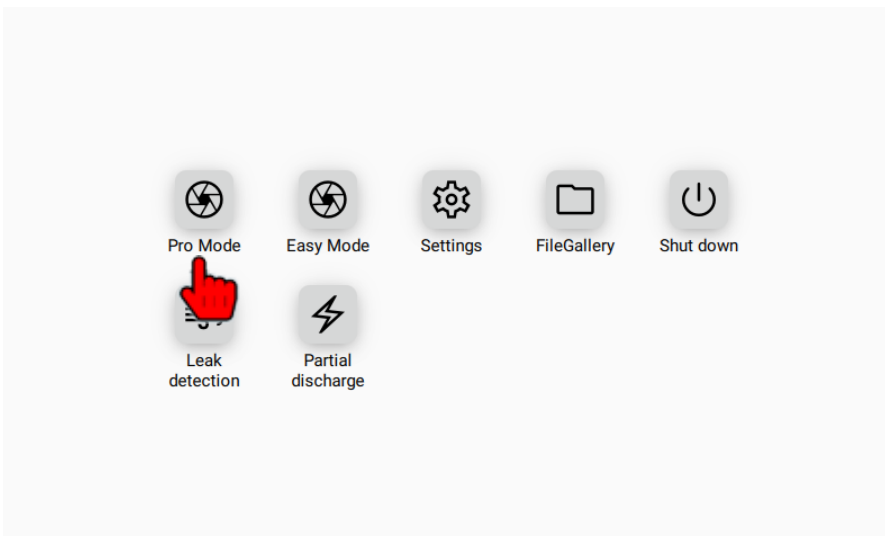 Pro Mode
Easy Mode
Settings
FileGallery
Shut down
Leak
detection
Partial
discharge